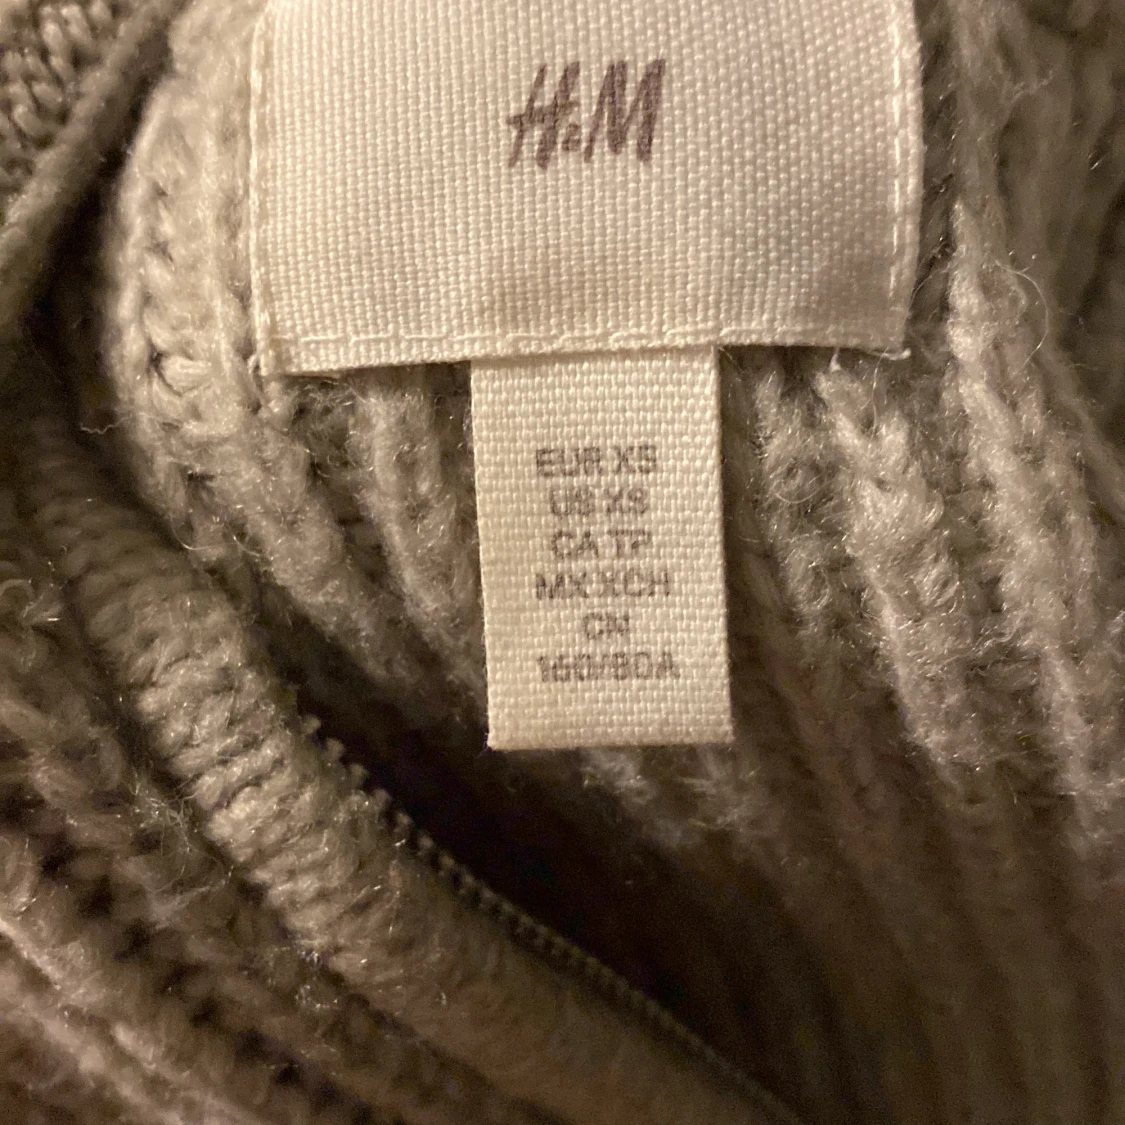 H&M
EUR XS
US XS
CA TP
MX XCH
CN
160/80A